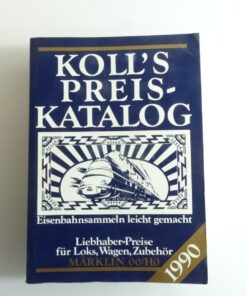 KOLL'S
PREIS-
KATALOG
Eisenbahnsammeln leicht gemacht
Liebhaber-Preise
für Loks, Wagen, Zubehör
MÄRKLIN 00/H0
1990